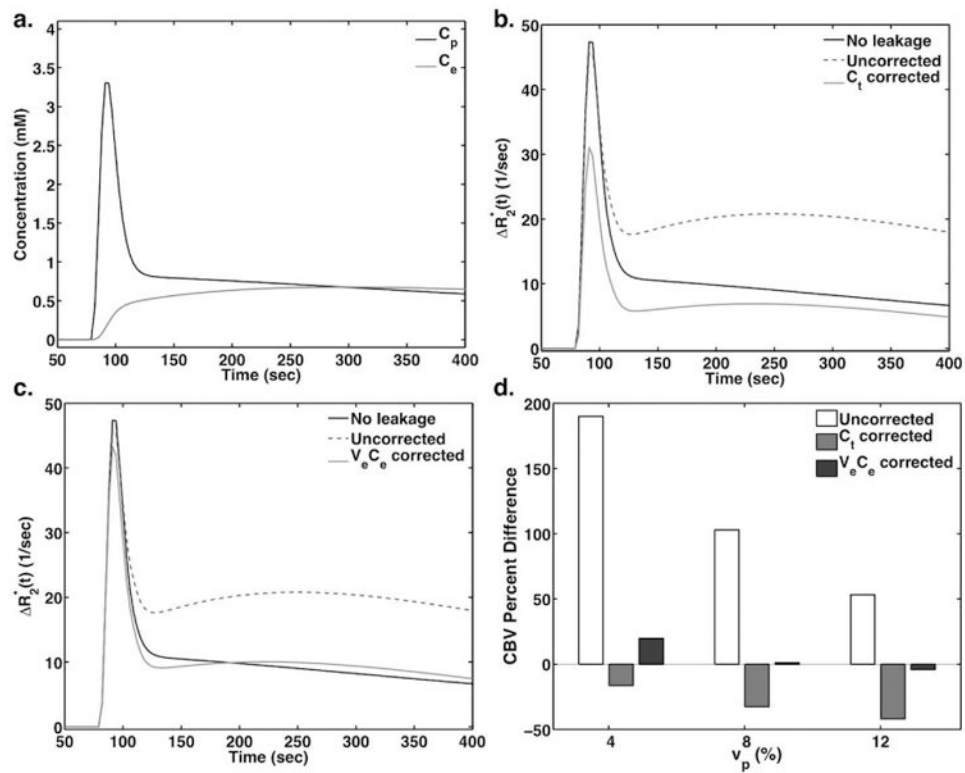 a.
C_p
C_e
Concentration (mM)
4
3.5
3
2.5
2
1.5
1
0.5
0
50 100 150 200 250 300 350 400
Time (sec)
b.
No leakage
Uncorrected
C_t corrected
ΔR_2^*(t) (1/sec)
50
40
30
20
10
0
50 100 150 200 250 300 350 400
Time (sec)
c.
No leakage
Uncorrected
V_eC_e corrected
ΔR_2^*(t) (1/sec)
50
40
30
20
10
0
50 100 150 200 250 300 350 400
Time (sec)
d.
Uncorrected
C_t corrected
V_eC_e corrected
CBV Percent Difference
200
150
100
50
0
−50
4 8 12
v_p (%)